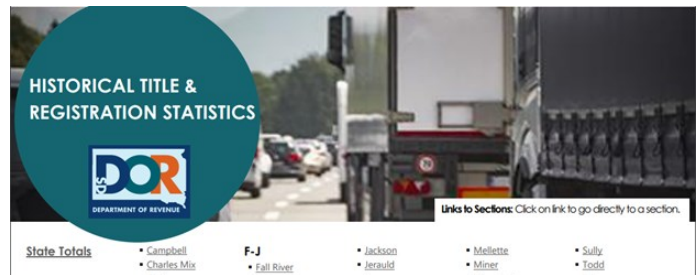 HISTORICAL TITLE &
REGISTRATION STATISTICS
SD
DOR
DEPARTMENT OF REVENUE
70
Links to Sections: Click on link to go directly to a section.
State Totals
▪ Campbell
▪ Charles Mix
F-J
▪ Fall River
▪ Jackson
▪ Jerauld
▪ Mellette
▪ Miner
▪ Sully
▪ Todd